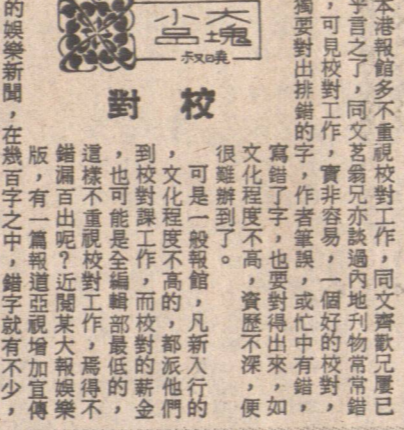 大塊
小品
曉叔
校對
本港報館多不重視校對工作，同文齊歡兄屢已
乎言之了，同文茗翁兄亦談過內地刊物常常錯
，可見校對工作，實非容易，一個好的校對，
獨要對出排錯的字，作者筆誤，或忙中有錯，
寫錯了字，也要對得出來，如
文化程度不高，資歷不深，便
很難辦到了。
可是一般報館，凡新入行的
，文化程度不高的，都派他們
到校對課工作，而校對的薪金
，也可能是全編輯部最低的，
這樣不重視校對工作，焉得不
錯漏百出呢？近閱某大報娛樂
版，有一篇報道亞視增加宣傳
的娛樂新聞，在幾百字之中，錯字就有不少，